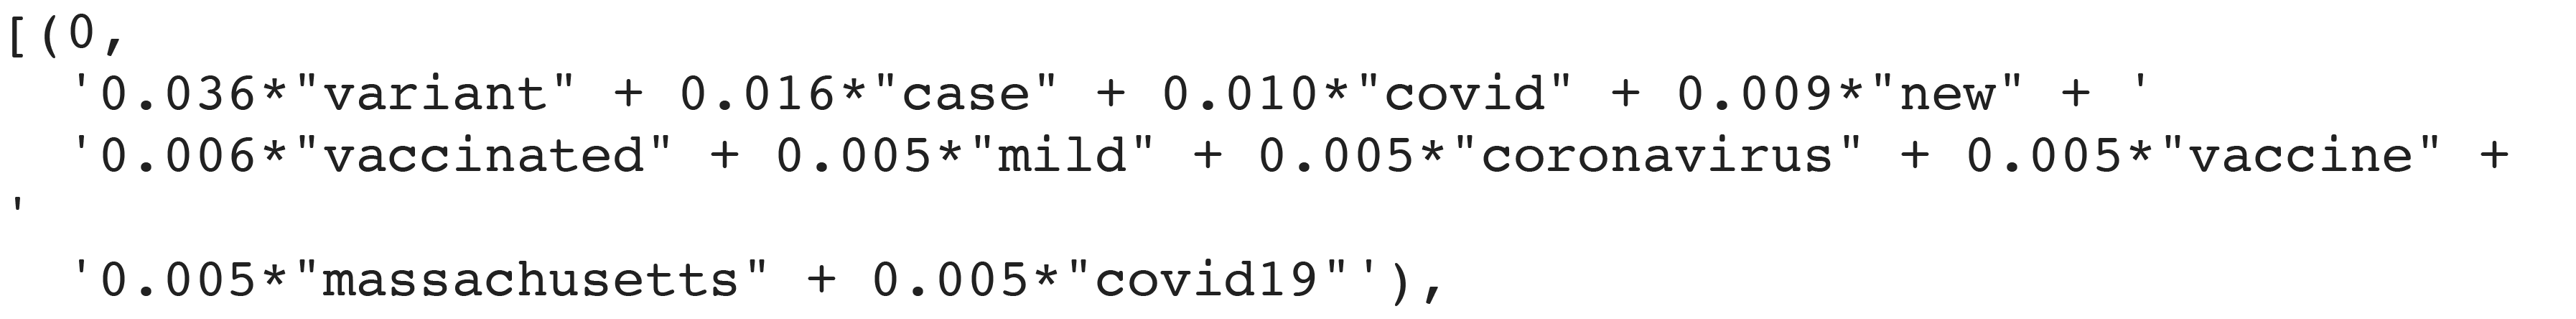 [(0,
'0.036*"variant" + 0.016*"case" + 0.010*"covid" + 0.009*"new" + '
'0.006*"vaccinated" + 0.005*"mild" + 0.005*"coronavirus" + 0.005*"vaccine" +
'
'0.005*"massachusetts" + 0.005*"covid19"'),